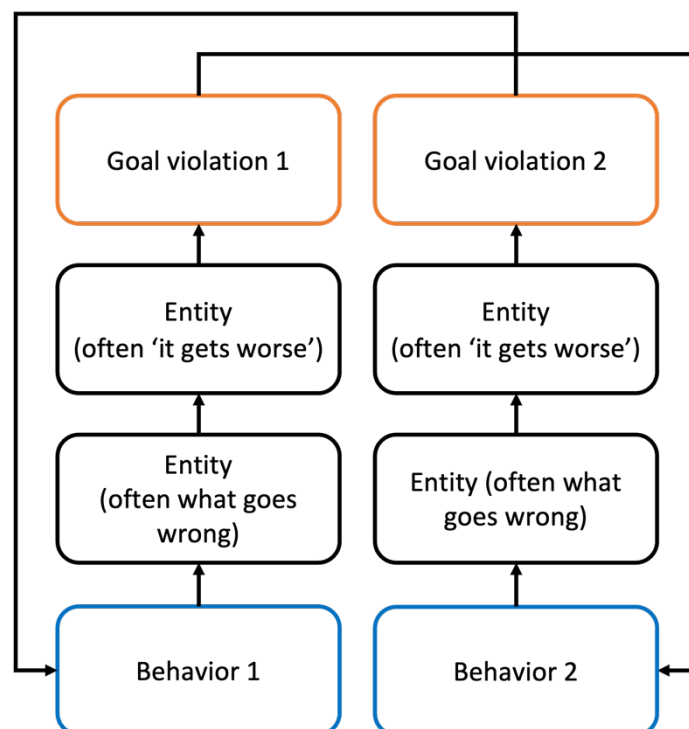 Goal violation 1
Goal violation 2
Entity
(often ‘it gets worse’)
Entity
(often ‘it gets worse’)
Entity
(often what goes
wrong)
Entity (often what
goes wrong)
Behavior 1
Behavior 2